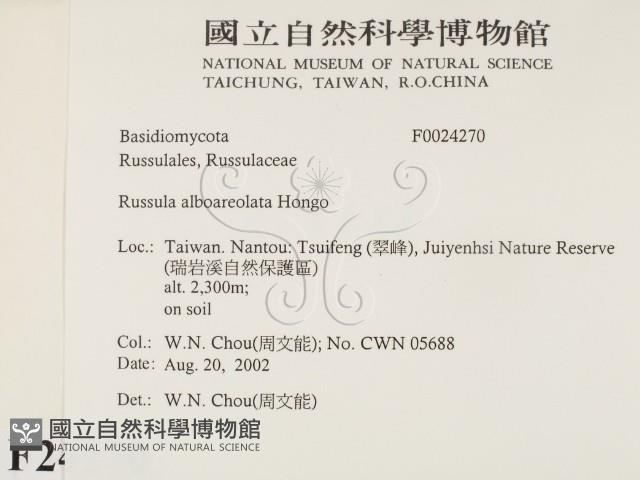 國立自然科學博物館
NATIONAL MUSEUM OF NATURAL SCIENCE
TAICHUNG, TAIWAN, R.O.CHINA
Basidiomycota F0024270
Russulales, Russulaceae
Russula alboareolata Hongo
Loc.: Taiwan. Nantou: Tsuifeng (翠峰), Juiyenhsi Nature Reserve
(瑞岩溪自然保護區)
alt. 2,300m;
on soil
Col.: W.N. Chou(周文能); No. CWN 05688
Date: Aug. 20, 2002
Det.: W.N. Chou(周文能)
國立自然科學博物館
NATIONAL MUSEUM OF NATURAL SCIENCE
F24